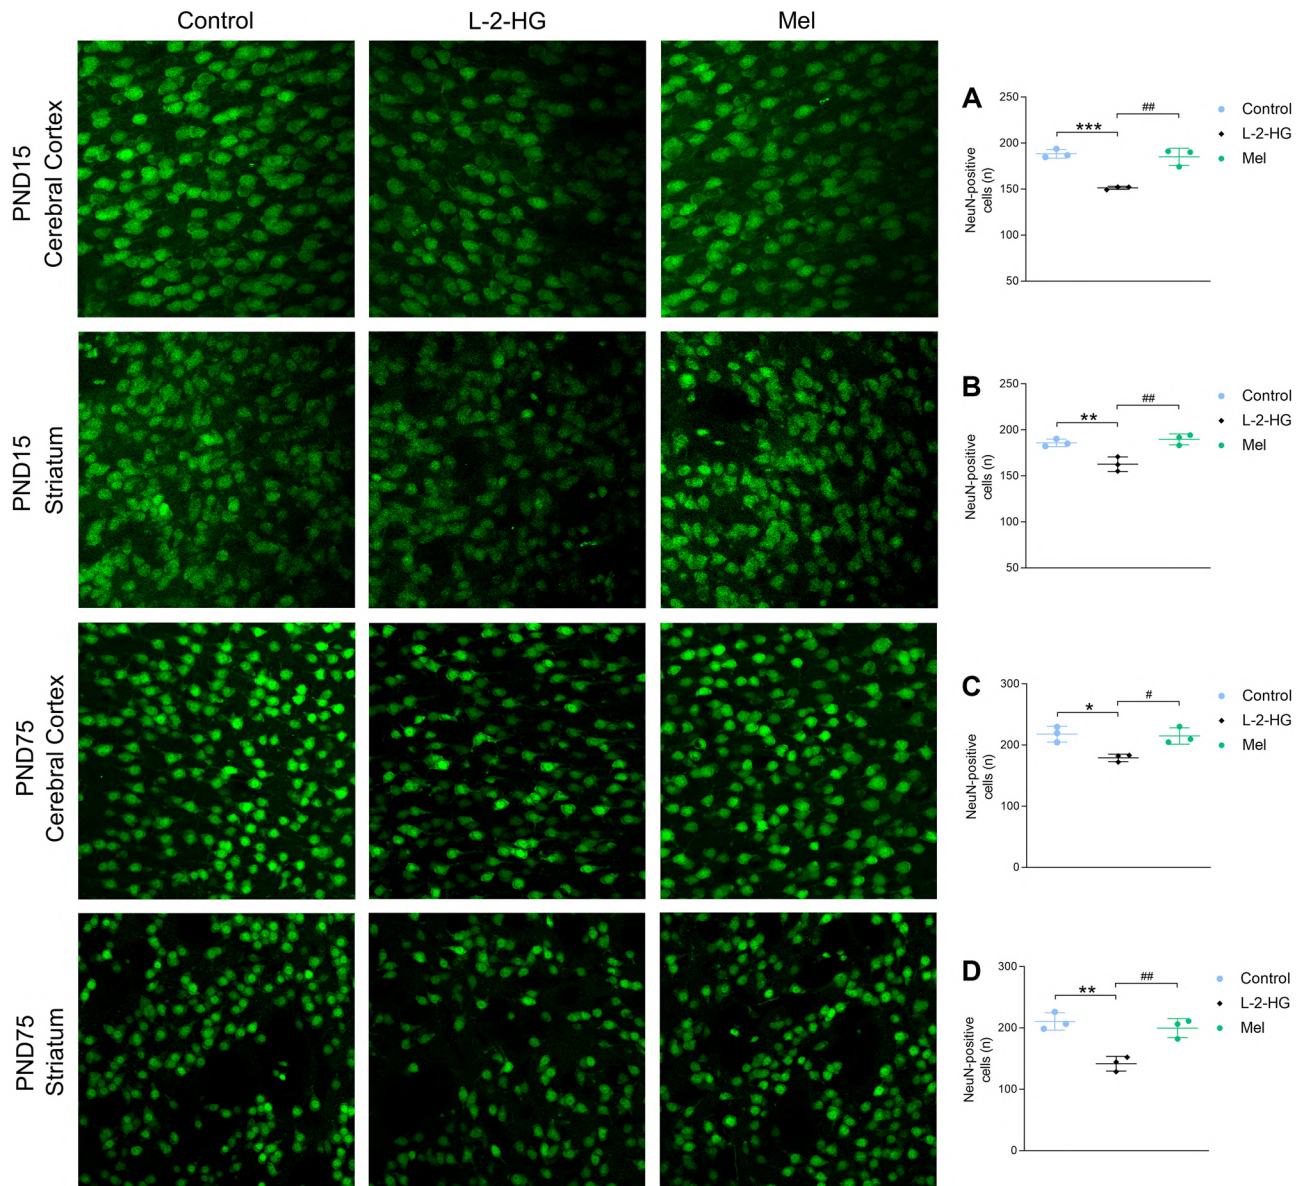 Control
L-2-HG
Mel
PND15
Cerebral Cortex
A
250
200
150
100
50
NeuN-positive
cells (n)
***
##
Control
L-2-HG
Mel
PND15
Striatum
B
250
200
150
100
50
NeuN-positive
cells (n)
**
##
Control
L-2-HG
Mel
PND75
Cerebral Cortex
C
300
200
100
0
NeuN-positive
cells (n)
*
#
Control
L-2-HG
Mel
PND75
Striatum
D
300
200
100
0
NeuN-positive
cells (n)
**
##
Control
L-2-HG
Mel